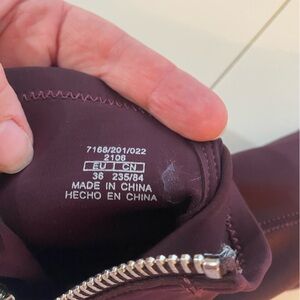 7168/201/022
2108
EU CN
36 235/84
MADE IN CHINA
HECHO EN CHINA